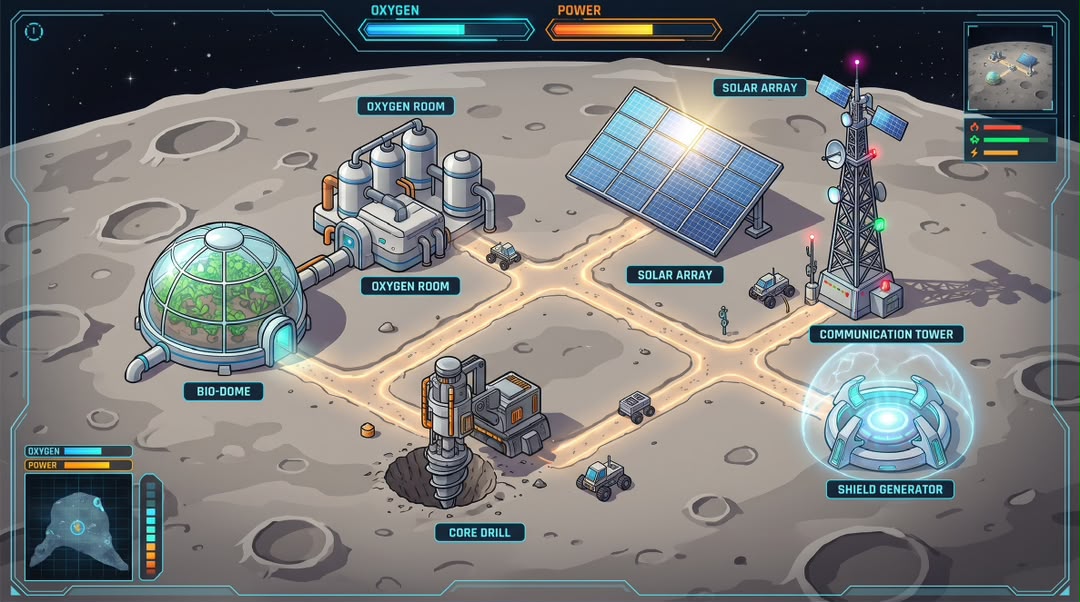 OXYGEN
POWER
SOLAR ARRAY
OXYGEN ROOM
SOLAR ARRAY
OXYGEN ROOM
COMMUNICATION TOWER
BIO-DOME
OXYGEN
POWER
SHIELD GENERATOR
CORE DRILL